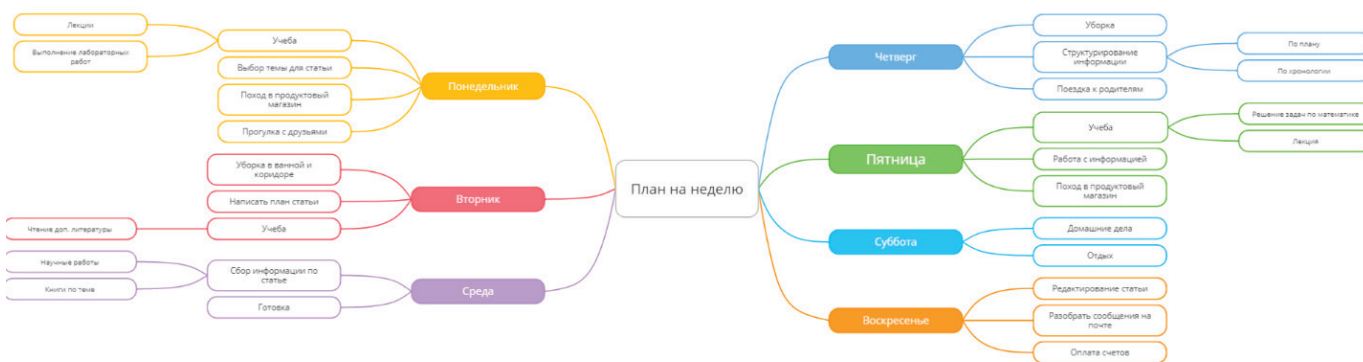 План на неделю
Понедельник
Учеба
Лекции
Выполнение лабораторных
работ
Выбор темы для статьи
Поход в продуктовый
магазин
Прогулка с друзьями
Вторник
Уборка в ванной и
коридоре
Написать план статьи
Учеба
Чтение доп. литературы
Среда
Сбор информации по
статье
Научные работы
Книги по теме
Готовка
Четверг
Уборка
Структурирование
информации
По плану
По хронологии
Поездка к родителям
Пятница
Учеба
Решение задач по математике
Лекция
Работа с информацией
Поход в продуктовый
магазин
Суббота
Домашние дела
Отдых
Воскресенье
Редактирование статьи
Разобрать сообщения на
почте
Оплата счетов